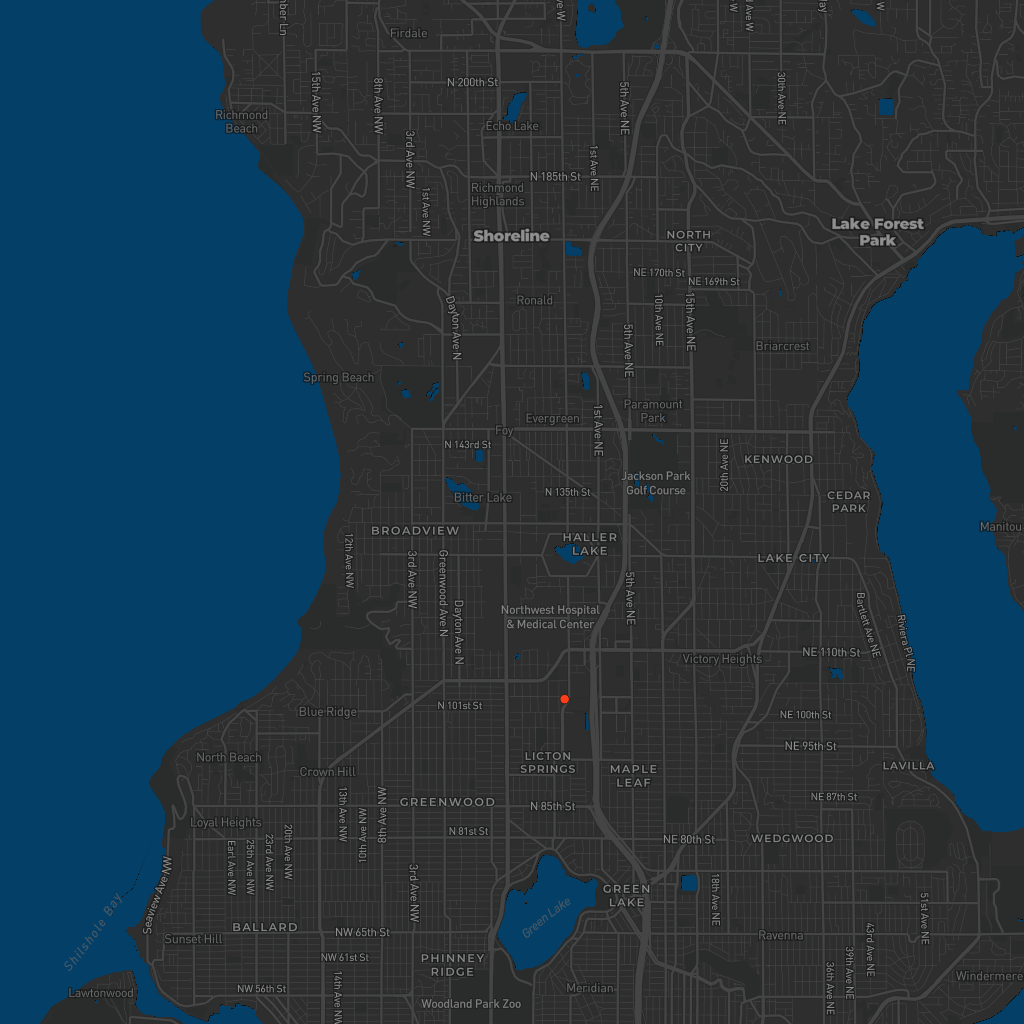 Firdale
N 200th St
15th Ave NW
8th Ave NW
5th Ave NE
30th Ave NE
Richmond
Beach
Echo Lake
3rd Ave NW
1st Ave NE
N 185th St
Richmond
Highlands
1st Ave NW
Shoreline
NORTH
CITY
Lake Forest
Park
NE 170th St
NE 169th St
Ronald
Dayton Ave N
10th Ave NE
15th Ave NE
5th Ave NE
Briarcrest
Spring Beach
Paramount
Park
Evergreen
1st Ave NE
Foy
N 143rd St
20th Ave NE
KENWOOD
Jackson Park
Golf Course
N 135th St
Bitter Lake
CEDAR
PARK
Manitou
BROADVIEW
HALLER
LAKE
LAKE CITY
12th Ave NW
3rd Ave NW
Greenwood Ave N
5th Ave NE
Dayton Ave N
Northwest Hospital
& Medical Center
Bartlett Ave NE
Riviera Pl NE
Victory Heights
NE 110th St
N 101st St
Blue Ridge
NE 100th St
NE 95th St
North Beach
Crown Hill
LICTON
SPRINGS
MAPLE
LEAF
LAVILLA
13th Ave NW
10th Ave NW
8th Ave NW
GREENWOOD
N 85th St
NE 87th St
Loyal Heights
N 81st St
NE 80th St
WEDGWOOD
Earl Ave NW
25th Ave NW
23rd Ave NW
20th Ave NW
3rd Ave NW
Seaview Ave NW
Shilshole Bay
GREEN
LAKE
Green Lake
18th Ave NE
51st Ave NE
BALLARD
Sunset Hill
NW 65th St
Ravenna
43rd Ave NE
39th Ave NE
36th Ave NE
NW 61st St
PHINNEY
RIDGE
Windermere
Lawtonwood
NW 56th St
14th Ave NW
Woodland Park Zoo
Meridian